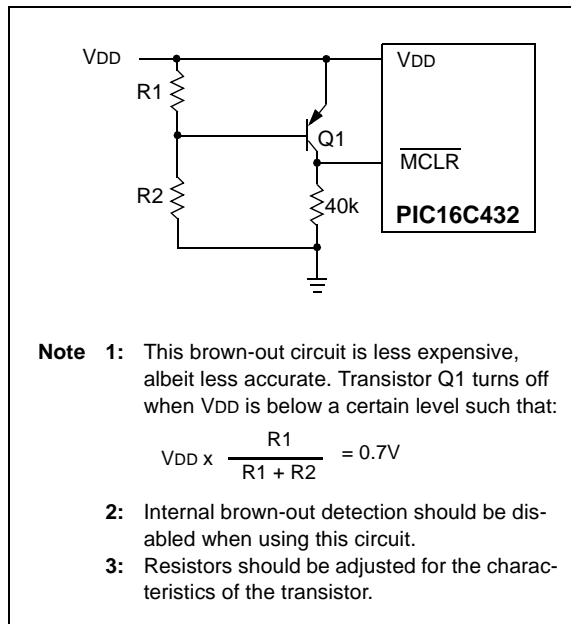 VDD
VDD
R1
Q1
MCLR
R2
40k
PIC16C432
Note 1: This brown-out circuit is less expensive,
albeit less accurate. Transistor Q1 turns off
when VDD is below a certain level such that:
VDD x R1 / R1 + R2 = 0.7V
2: Internal brown-out detection should be dis-
abled when using this circuit.
3: Resistors should be adjusted for the charac-
teristics of the transistor.